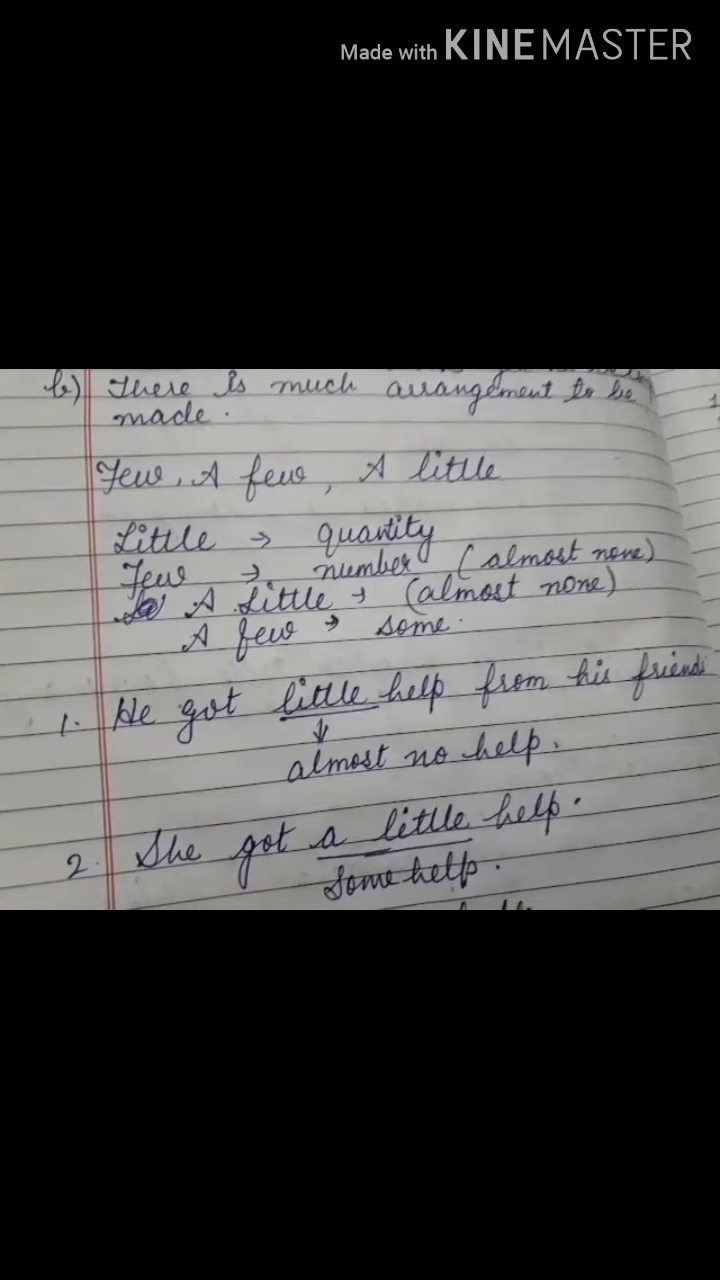 Made with KINEMASTER
b) There is much arrangement to be
made.
1
Few, A few, A little
Little → quantity
Few → number (almost none)
A Little → (almost none)
A few → some.
1. He got little help from his friends
↓
almost no help.
2. She got a little help.
Some help.